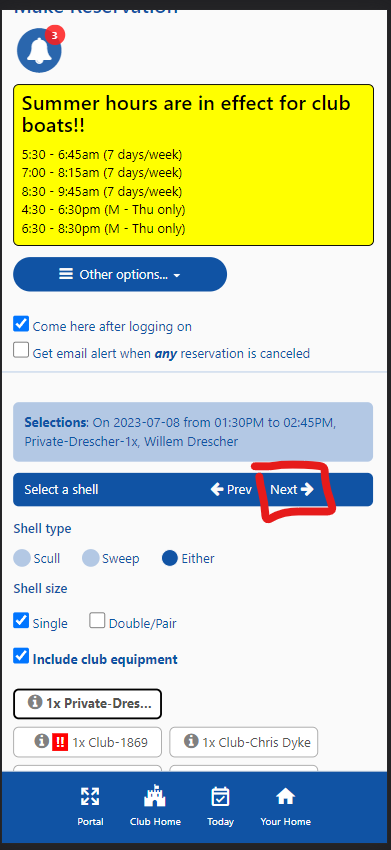 Make Reservation
3
Summer hours are in effect for club
boats!!
5:30 - 6:45am (7 days/week)
7:00 - 8:15am (7 days/week)
8:30 - 9:45am (7 days/week)
4:30 - 6:30pm (M - Thu only)
6:30 - 8:30pm (M - Thu only)
Other options...
Come here after logging on
Get email alert when any reservation is canceled
Selections: On 2023-07-08 from 01:30PM to 02:45PM,
Private-Drescher-1x, Willem Drescher
Select a shell Prev Next
Shell type
Scull Sweep Either
Shell size
Single Double/Pair
Include club equipment
1x Private-Dres...
!! 1x Club-1869 1x Club-Chris Dyke
Portal Club Home Today Your Home